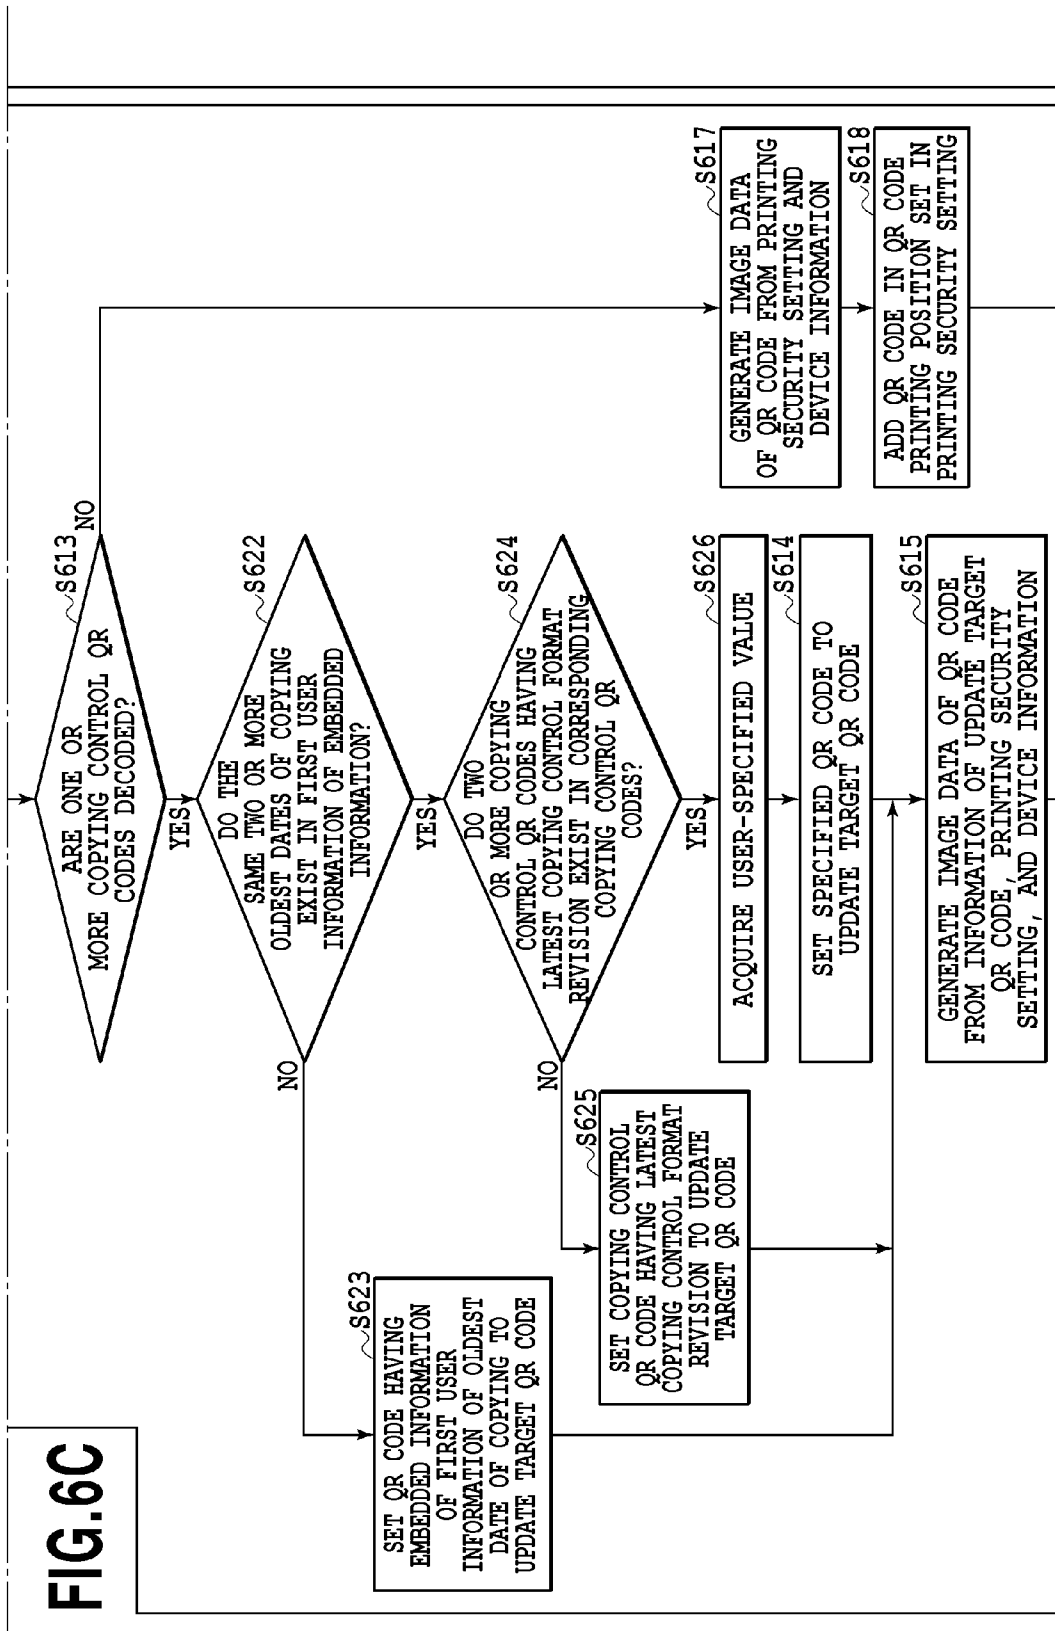 FIG.6C
S613
ARE ONE OR
MORE COPYING CONTROL QR
CODES DECODED?
NO
YES
S622
DO THE
SAME TWO OR MORE
OLDEST DATES OF COPYING
EXIST IN FIRST USER
INFORMATION OF EMBEDDED
INFORMATION?
NO
YES
S623
SET QR CODE HAVING
EMBEDDED INFORMATION
OF FIRST USER
INFORMATION OF OLDEST
DATE OF COPYING TO
UPDATE TARGET QR CODE
S624
DO TWO
OR MORE COPYING
CONTROL QR CODES HAVING
LATEST COPYING CONTROL FORMAT
REVISION EXIST IN CORRESPONDING
COPYING CONTROL QR
CODES?
NO
YES
S625
SET COPYING CONTROL
QR CODE HAVING LATEST
COPYING CONTROL FORMAT
REVISION TO UPDATE
TARGET QR CODE
S626
ACQUIRE USER-SPECIFIED VALUE
S614
SET SPECIFIED QR CODE TO
UPDATE TARGET QR CODE
S615
GENERATE IMAGE DATA OF QR CODE
FROM INFORMATION OF UPDATE TARGET
QR CODE, PRINTING SECURITY
SETTING, AND DEVICE INFORMATION
S617
GENERATE IMAGE DATA
OF QR CODE FROM PRINTING
SECURITY SETTING AND
DEVICE INFORMATION
S618
ADD QR CODE IN QR CODE
PRINTING POSITION SET IN
PRINTING SECURITY SETTING